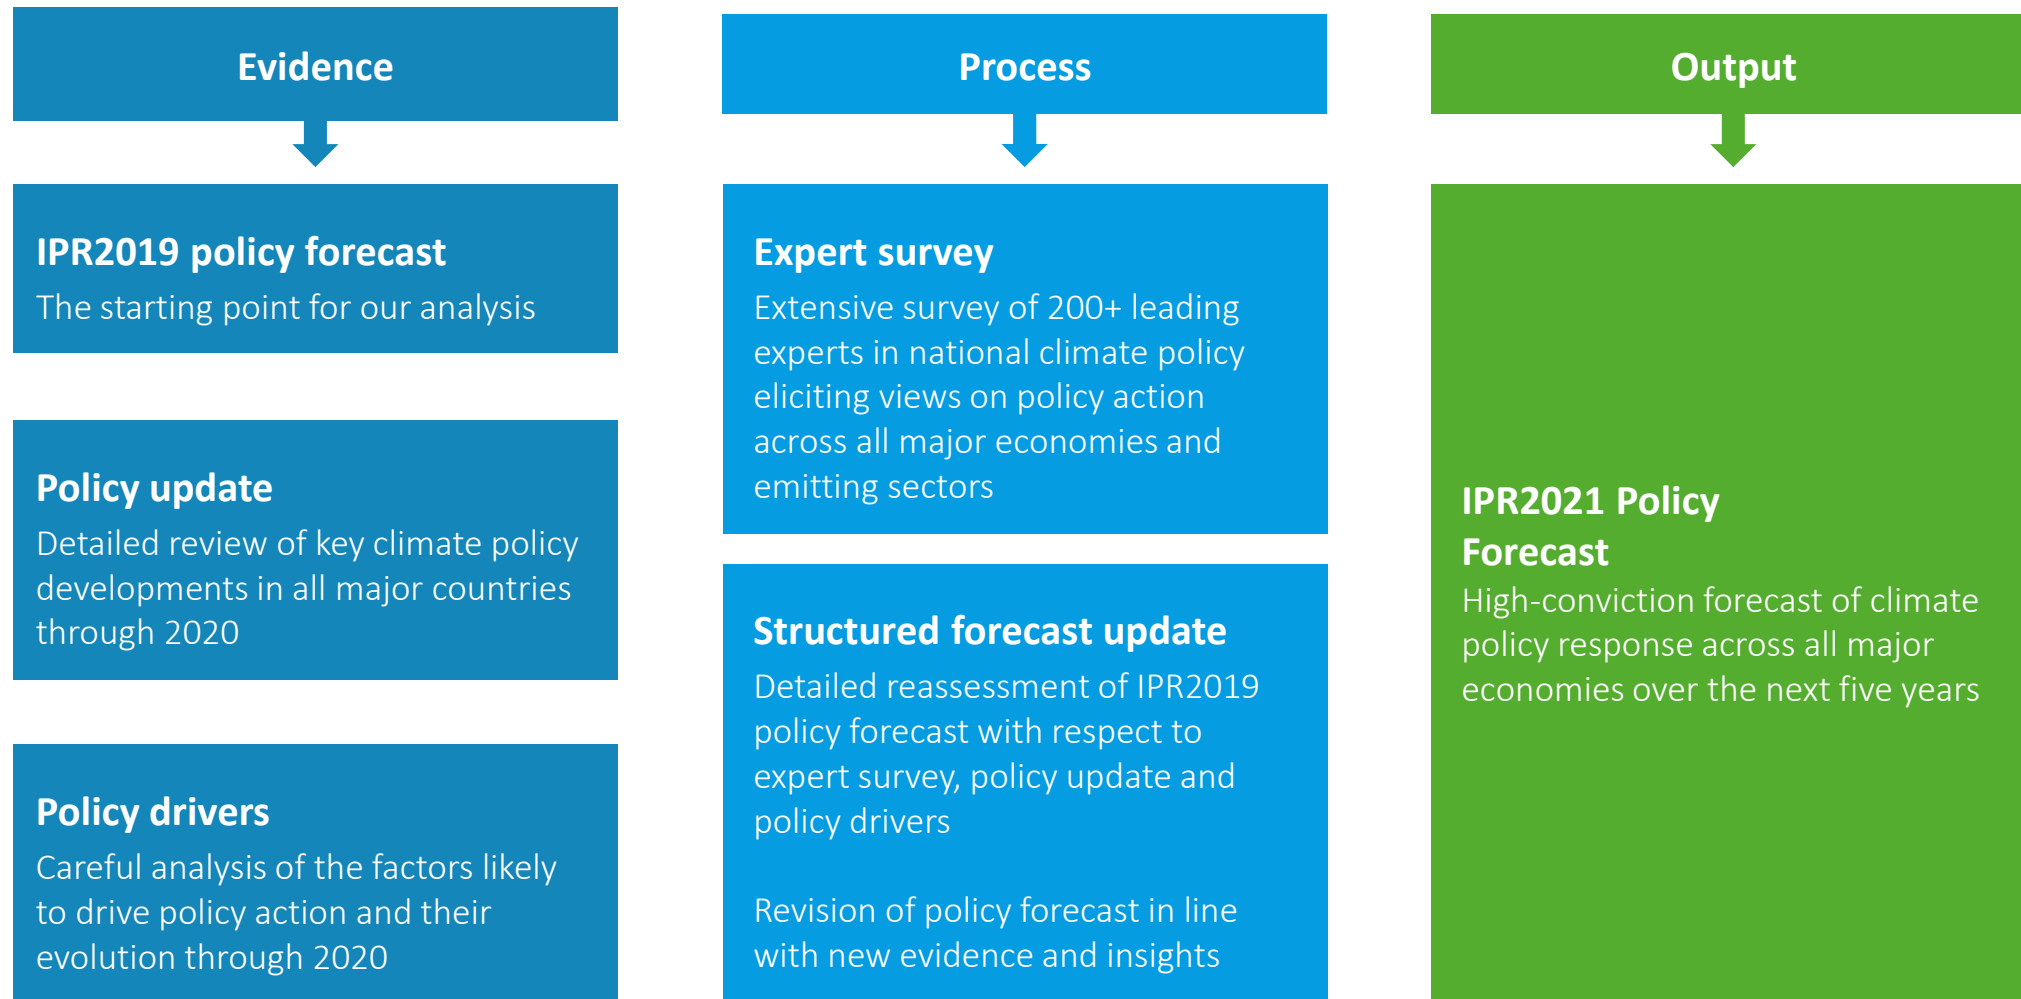 Evidence
IPR2019 policy forecast
The starting point for our analysis
Policy update
Detailed review of key climate policy
developments in all major countries
through 2020
Policy drivers
Careful analysis of the factors likely
to drive policy action and their
evolution through 2020
Process
Expert survey
Extensive survey of 200+ leading
experts in national climate policy
eliciting views on policy action
across all major economies and
emitting sectors
Structured forecast update
Detailed reassessment of IPR2019
policy forecast with respect to
expert survey, policy update and
policy drivers
Revision of policy forecast in line
with new evidence and insights
Output
IPR2021 Policy
Forecast
High-conviction forecast of climate
policy response across all major
economies over the next five years